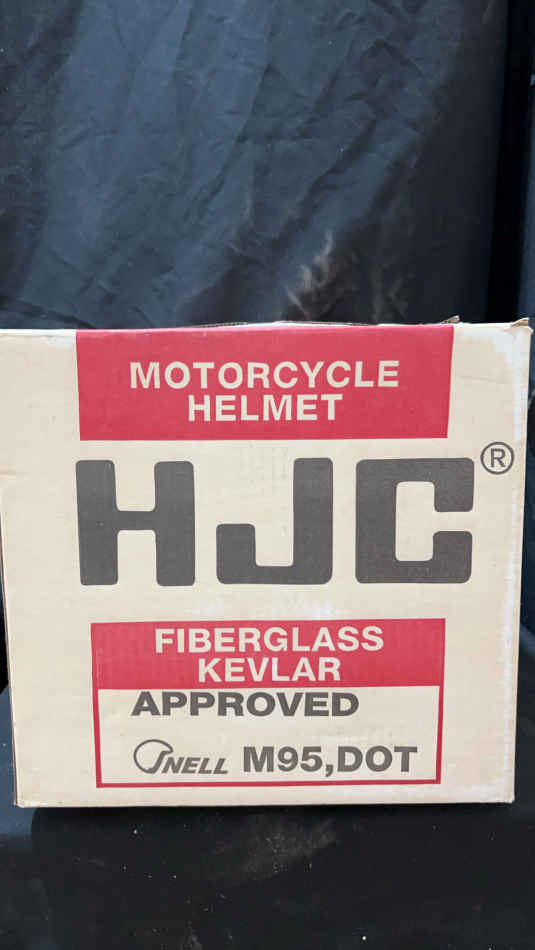 MOTORCYCLE
HELMET
HJC®
FIBERGLASS
KEVLAR
APPROVED
SNELL M95,DOT